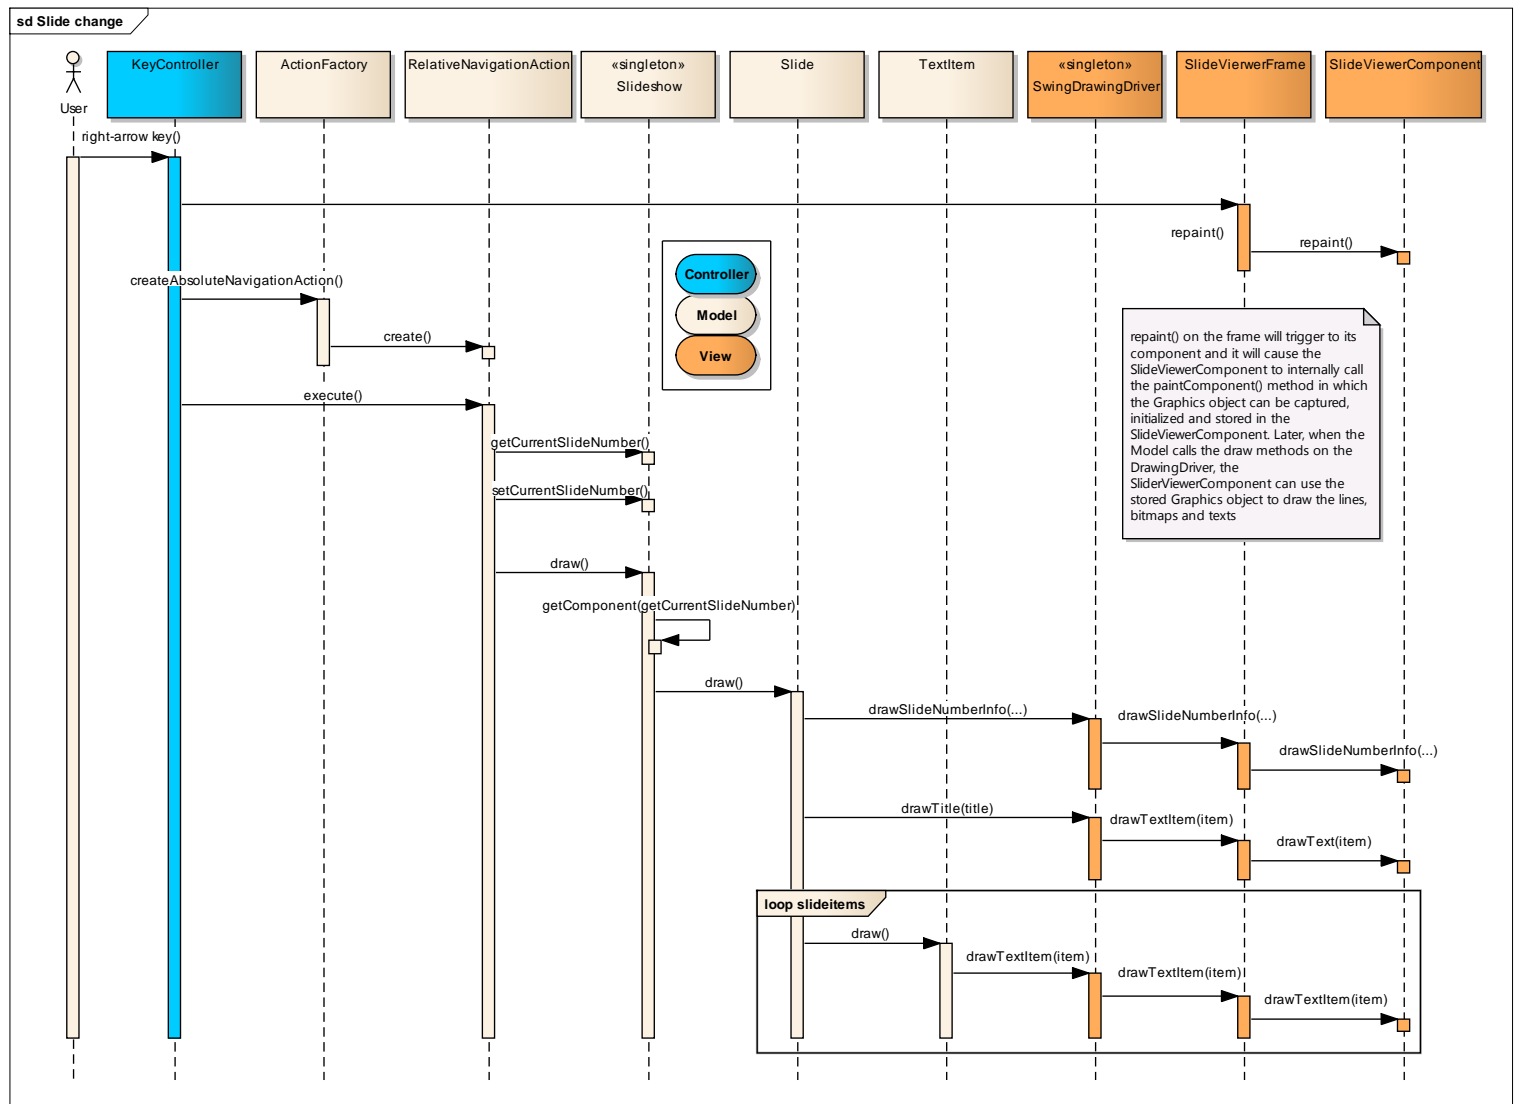 sd Slide change
User
KeyController
ActionFactory
RelativeNavigationAction
«singleton»
Slideshow
Slide
TextItem
«singleton»
SwingDrawingDriver
SlideVierwerFrame
SlideViewerComponent
right-arrow key()
repaint()
repaint()
createAbsoluteNavigationAction()
create()
Controller
Model
View
repaint() on the frame will trigger to its
component and it will cause the
SlideViewerComponent to internally call
the paintComponent() method in which
the Graphics object can be captured,
initialized and stored in the
SlideViewerComponent. Later, when the
Model calls the draw methods on the
DrawingDriver, the
SliderViewerComponent can use the
stored Graphics object to draw the lines,
bitmaps and texts
execute()
getCurrentSlideNumber()
setCurrentSlideNumber()
draw()
getComponent(getCurrentSlideNumber)
draw()
drawSlideNumberInfo(...)
drawSlideNumberInfo(...)
drawSlideNumberInfo(...)
drawTitle(title)
drawTextItem(item)
drawText(item)
loop slideitems
draw()
drawTextItem(item)
drawTextItem(item)
drawTextItem(item)